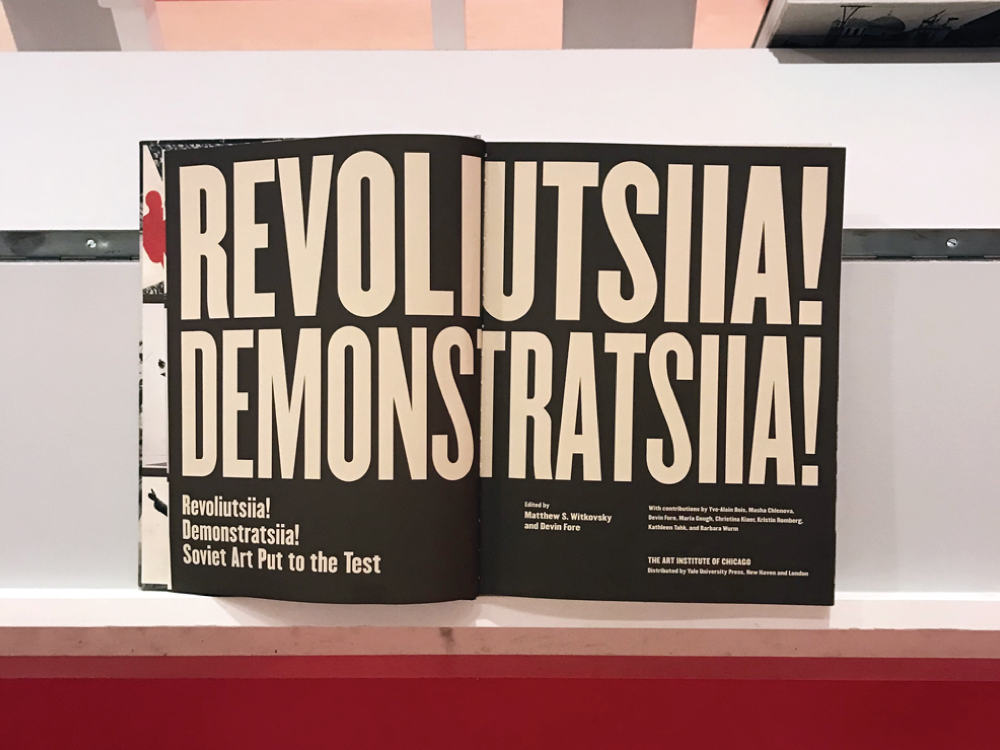 REVOLIUTSIIA!
DEMONSTRATSIIA!
Revoliutsiia!
Demonstratsiia!
Soviet Art Put to the Test
Edited by
Matthew S. Witkovsky
and Devin Fore
With contributions by Yve-Alain Bois, Masha Chlenova,
Devin Fore, Maria Gough, Christina Kiaer, Kristin Romberg,
Kathleen Tahk, and Barbara Wurm
THE ART INSTITUTE OF CHICAGO
Distributed by Yale University Press, New Haven and London